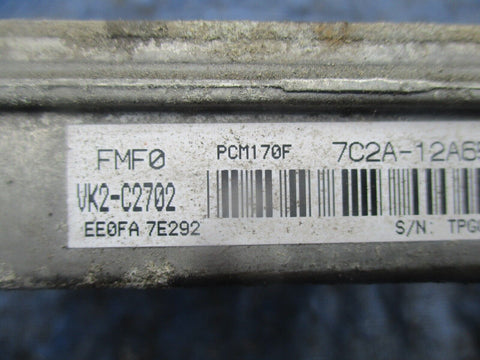 FMF0 PCM170F 7C2A-12A6
VK2-C2702
EE0FA 7E292 S/N: TPG